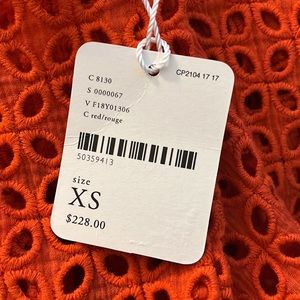 CP2104 17 17
C 8130
S 0000067
V F18Y01306
C red/rouge
50359413
size
XS
$228.00